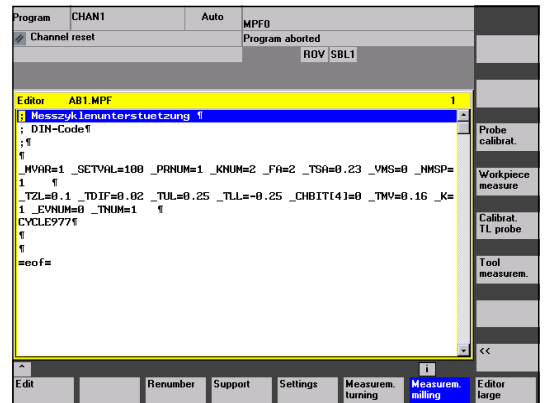 Program CHAN1 Auto MPF0
Channel reset Program aborted
ROV SBL1
Editor AB1.MPF 1
; Messzyklenunterstuetzung ¶
; DIN-Code¶
;¶
¶
_MVAR=1 _SETVAL=100 _PRNUM=1 _KNUM=2 _FA=2 _TSA=0.23 _VMS=0 _NMSP=
1 ¶
_TZL=0.1 _TDIF=0.02 _TUL=0.25 _TLL=-0.25 _CHBIT[4]=0 _TMV=0.16 _K=
1 _EVNUM=0 _TNUM=1 ¶
CYCLE977¶
¶
¶
=eof=
Probe
calibrat.
Workpiece
measure
Calibrat.
TL probe
Tool
measurem.
<<
^ i
Edit Renumber Support Settings Measurem. turning Measurem. milling Editor large